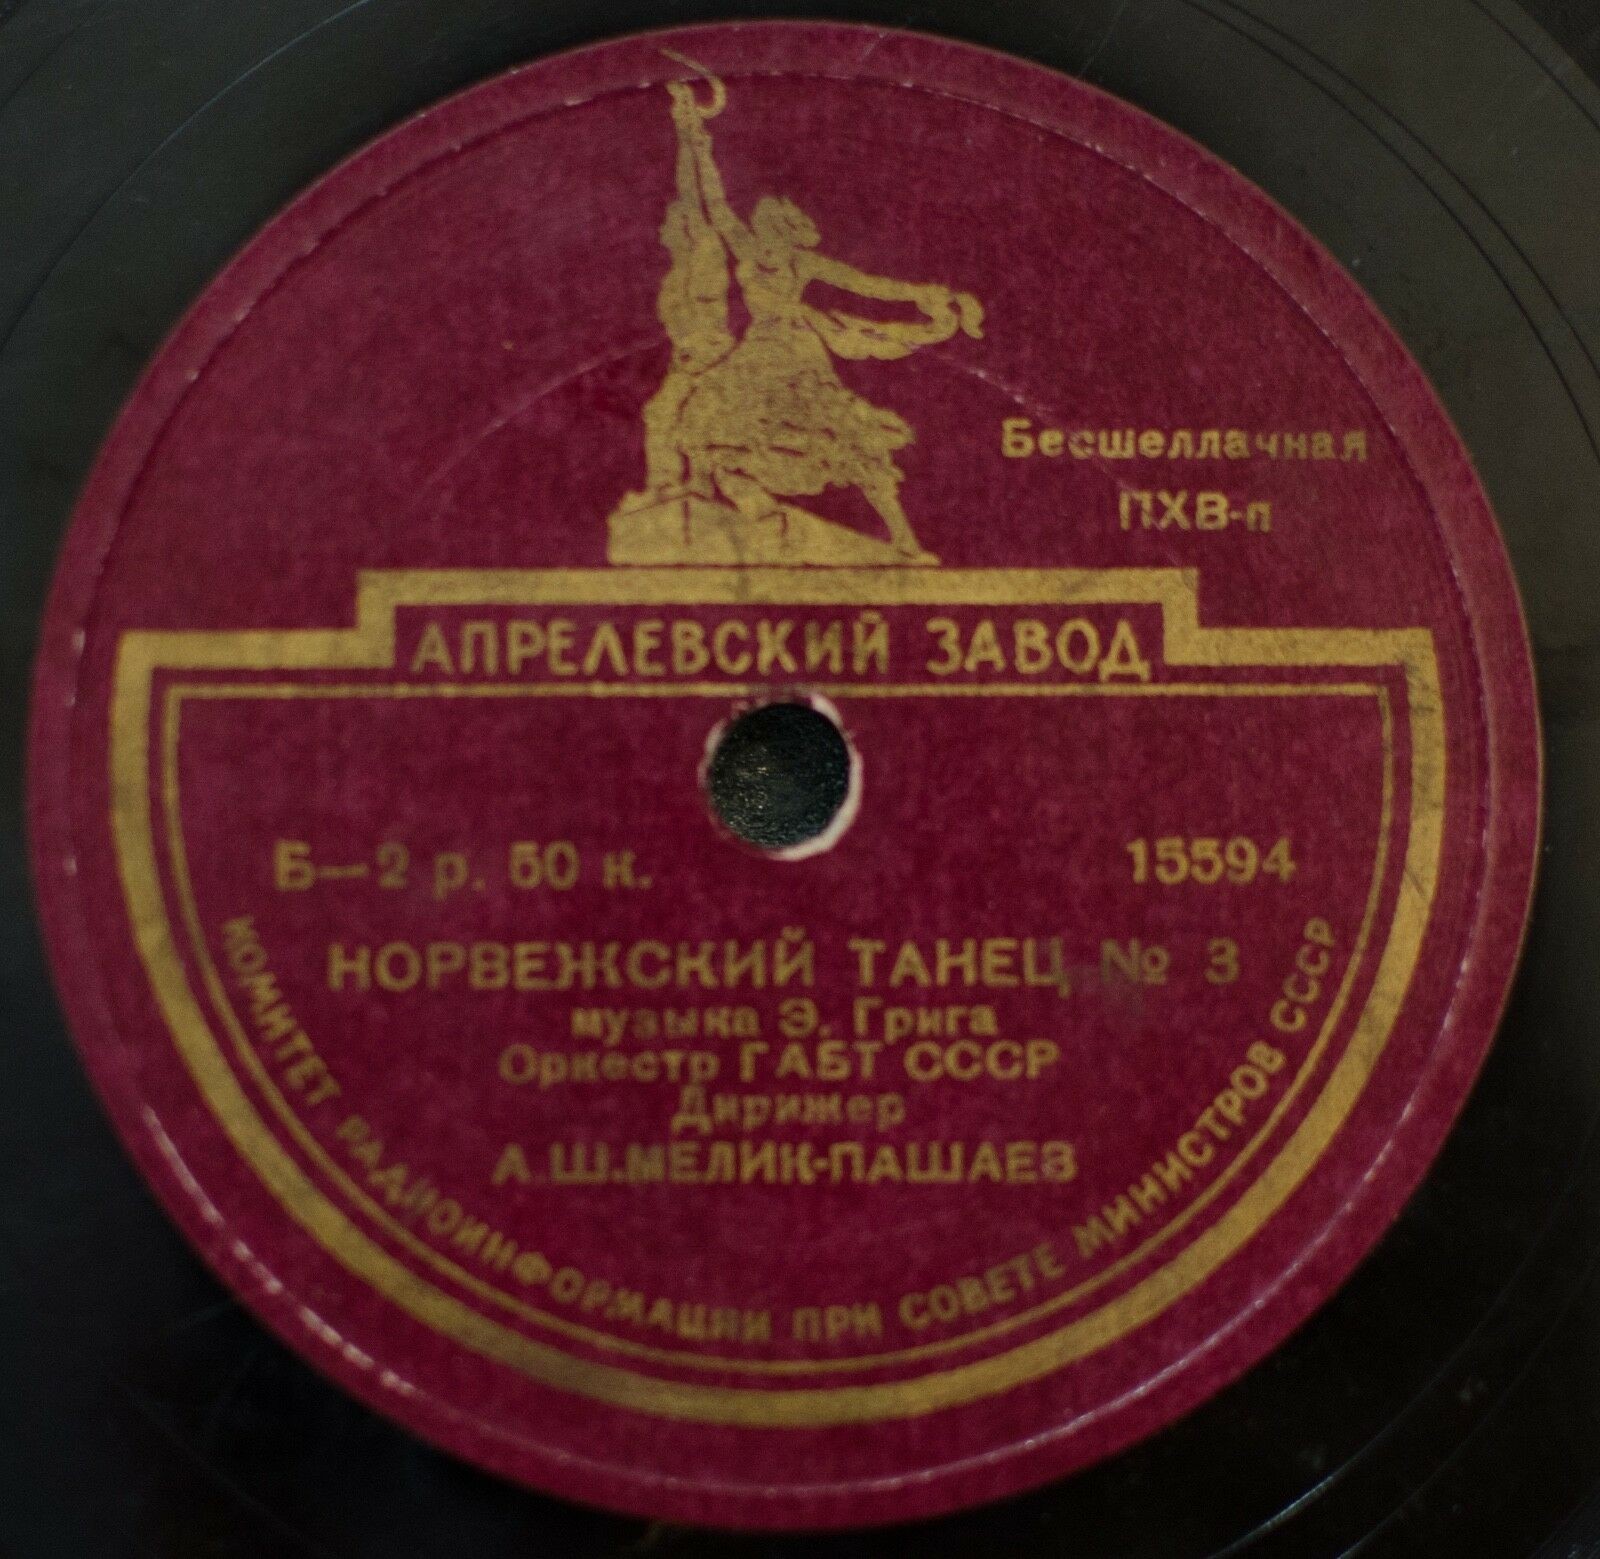 Бесшеллачная
ПХВ-п
АПРЕЛЕВСКИЙ ЗАВОД
Б—2 р. 50 к.
15594
НОРВЕЖСКИЙ ТАНЕЦ № 3
музыка Э. Грига
Оркестр ГАБТ СССР
Дирижер
А.Ш.МЕЛИК-ПАШАЕВ
КОМИТЕТ РАДИОИНФОРМАЦИИ ПРИ СОВЕТЕ МИНИСТРОВ СССР